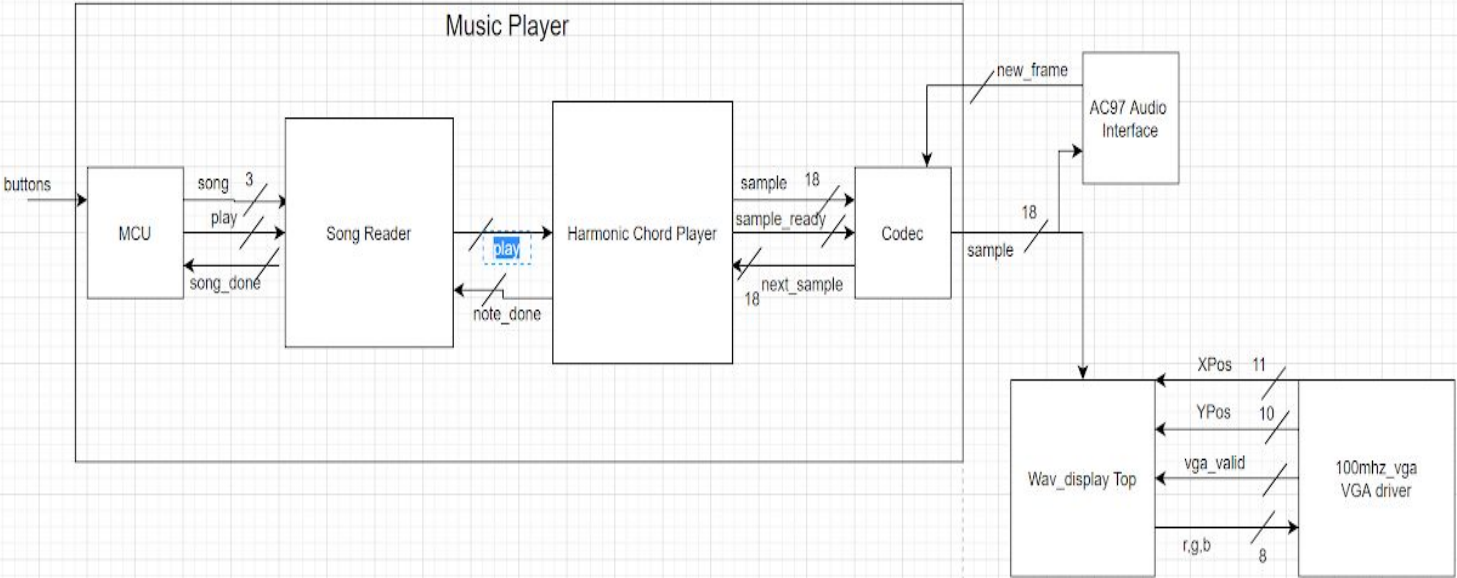 Music Player
new_frame
AC97 Audio
Interface
buttons
MCU
song 3
play
song_done
Song Reader
play
note_done
Harmonic Chord Player
sample 18
sample_ready
next_sample
18
Codec
18
sample
XPos 11
YPos 10
vga_valid
r,g,b
8
Wav_display Top
100mhz_vga
VGA driver